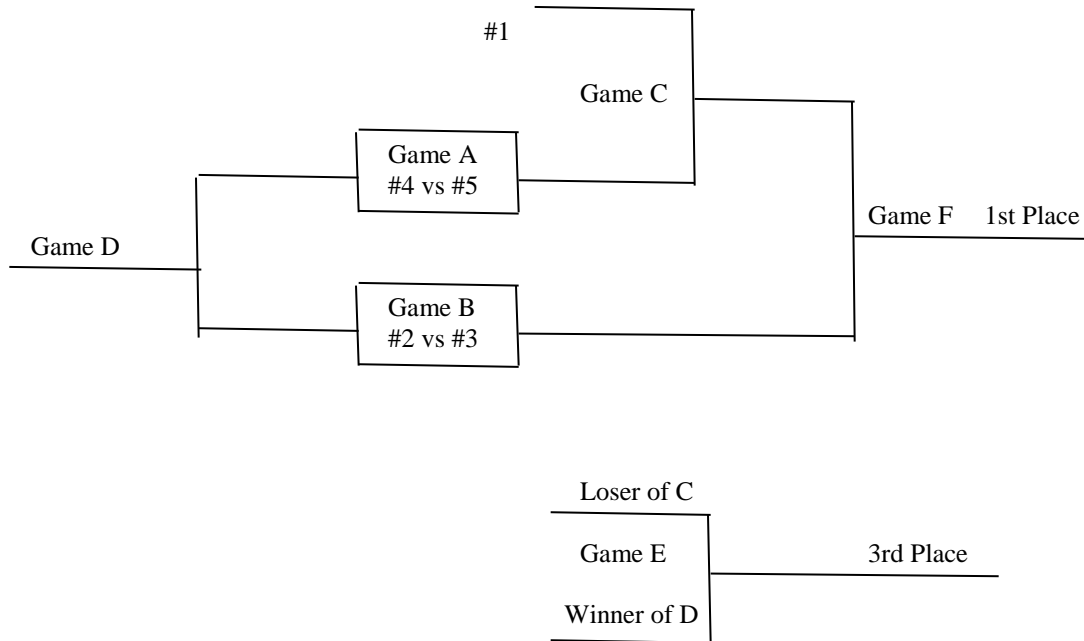 #1
Game C
Game A
#4 vs #5
Game F 1st Place
Game D
Game B
#2 vs #3
Loser of C
Game E 3rd Place
Winner of D